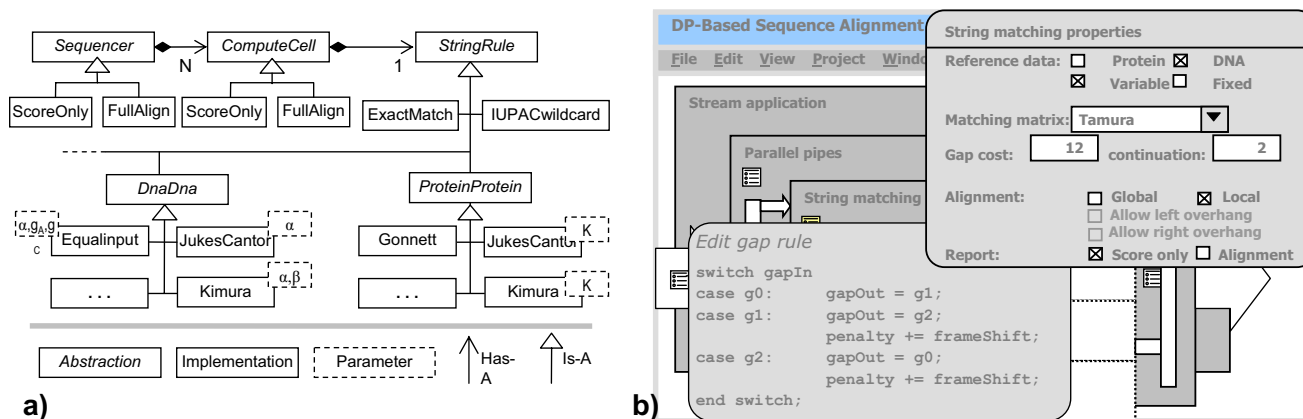 Sequencer
ComputeCell
StringRule
N
1
ScoreOnly
FullAlign
ScoreOnly
FullAlign
ExactMatch
IUPACwildcard
DnaDna
ProteinProtein
α,gA,g
C
EqualInput
JukesCantor
α
Gonnett
JukesCantor
K
. . .
Kimura
α,β
. . .
Kimura
K
Abstraction
Implementation
Parameter
Has-
A
Is-A
a)
DP-Based Sequence Alignment
File Edit View Project Windo
Stream application
Parallel pipes
String matching
Edit gap rule
switch gapIn
case g0: gapOut = g1;
case g1: gapOut = g2;
penalty += frameShift;
case g2: gapOut = g0;
penalty += frameShift;
end switch;
String matching properties
Reference data: Protein DNA
Variable Fixed
Matching matrix: Tamura
Gap cost: 12 continuation: 2
Alignment: Global Local
Allow left overhang
Allow right overhang
Report: Score only Alignment
b)